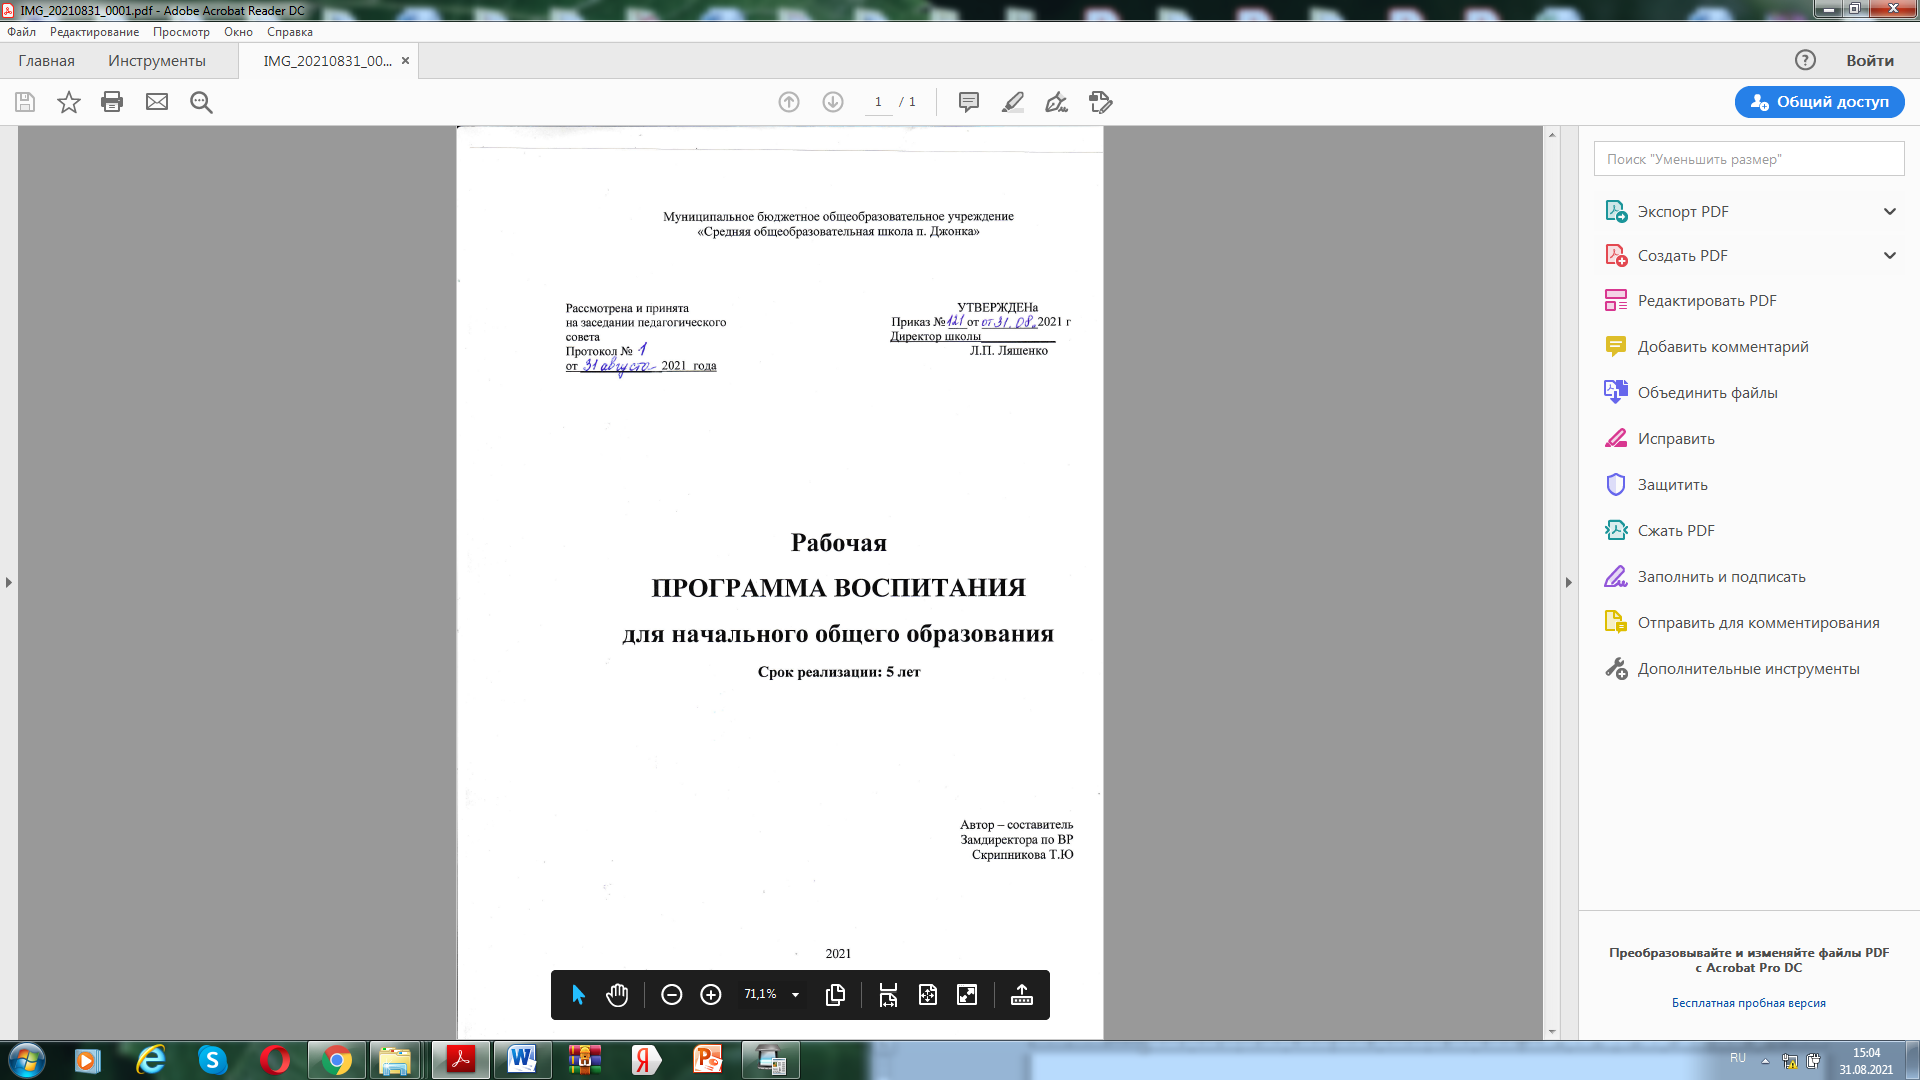 IMG_20210831_0001.pdf - Adobe Acrobat Reader DC
Файл Редактирование Просмотр Окно Справка
Главная Инструменты IMG_20210831_00... ×
Войти
1 / 1
Общий доступ
Муниципальное бюджетное общеобразовательное учреждение
«Средняя общеобразовательная школа п. Джонка»
Рассмотрена и принята
на заседании педагогического
совета
Протокол № 1
от 31 августа 2021 года
УТВЕРЖДЕНа
Приказ № 121 от от 31.08. 2021 г
Директор школы____________
Л.П. Ляшенко
Рабочая
ПРОГРАММА ВОСПИТАНИЯ
для начального общего образования
Срок реализации: 5 лет
Автор – составитель
Замдиректора по ВР
Скрипникова Т.Ю
2021
71,1%
Поиск "Уменьшить размер"
Экспорт PDF
Создать PDF
Редактировать PDF
Добавить комментарий
Объединить файлы
Исправить
Защитить
Сжать PDF
Заполнить и подписать
Отправить для комментирования
Дополнительные инструменты
Преобразовывайте и изменяйте файлы PDF
с Acrobat Pro DC
Бесплатная пробная версия
RU
15:04
31.08.2021